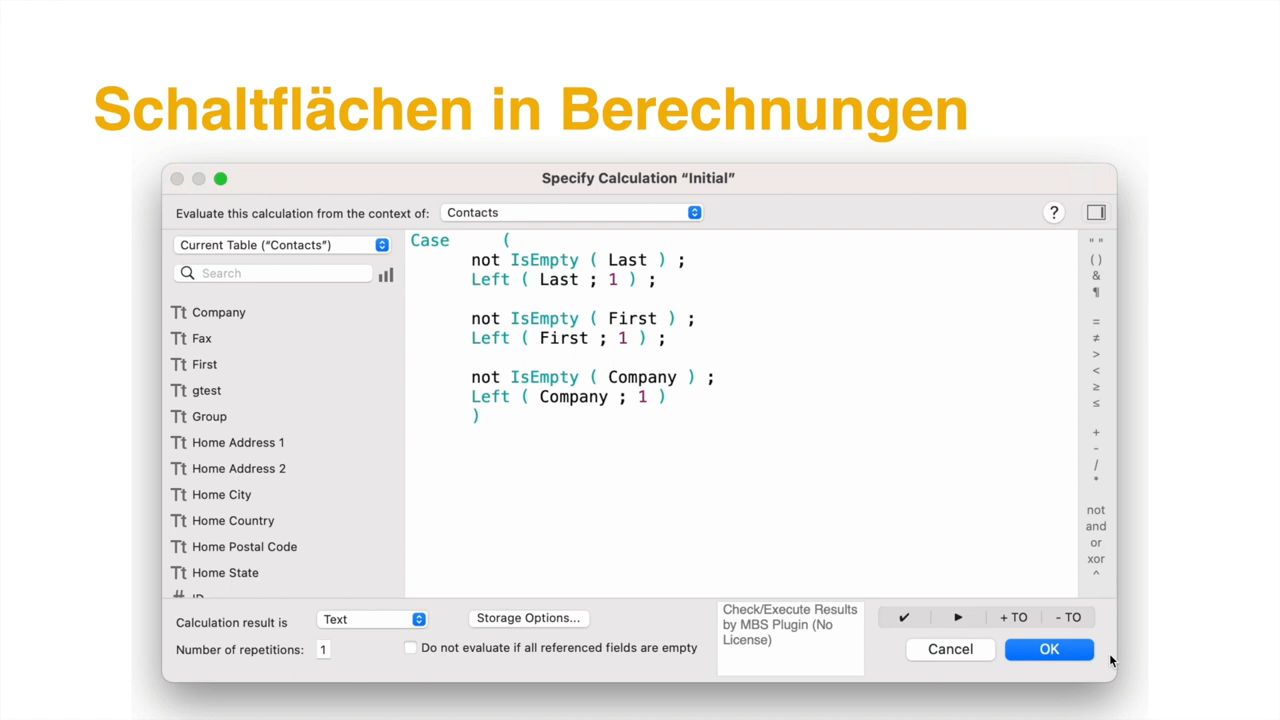 Schaltflächen in Berechnungen
Specify Calculation “Initial”
Evaluate this calculation from the context of: Contacts ?
Current Table (“Contacts”)
Search
Company
Fax
First
gtest
Group
Home Address 1
Home Address 2
Home City
Home Country
Home Postal Code
Home State
ID
Case (
not IsEmpty ( Last ) ;
Left ( Last ; 1 ) ;
not IsEmpty ( First ) ;
Left ( First ; 1 ) ;
not IsEmpty ( Company ) ;
Left ( Company ; 1 )
)
" "
( )
&
¶
=
≠
>
<
≥
≤
+
-
/
*
not
and
or
xor
^
Calculation result is Text Storage Options...
Number of repetitions: 1 Do not evaluate if all referenced fields are empty
Check/Execute Results
by MBS Plugin (No
License)
✔ ▶ + TO - TO
Cancel OK